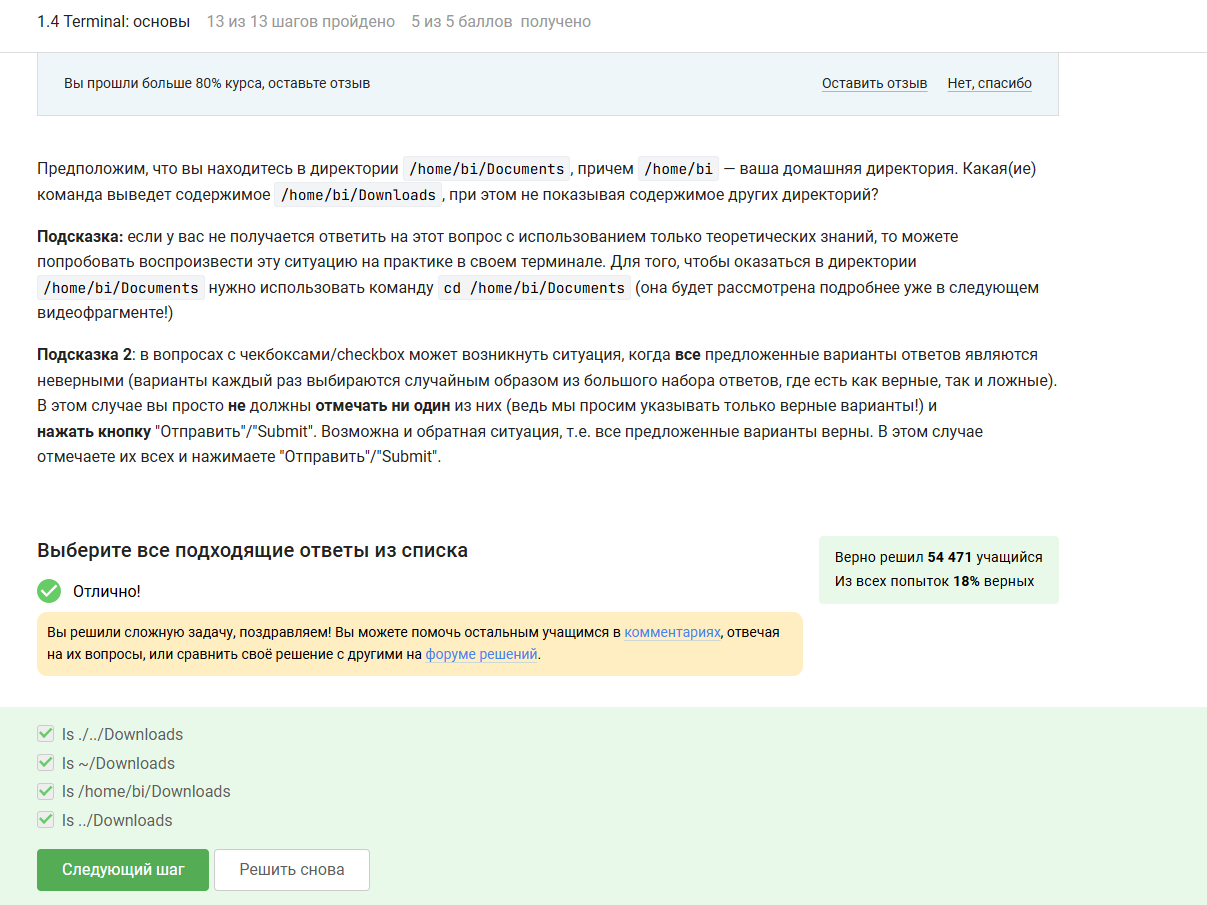 1.4 Terminal: основы 13 из 13 шагов пройдено 5 из 5 баллов получено
Вы прошли больше 80% курса, оставьте отзыв Оставить отзыв Нет, спасибо
Предположим, что вы находитесь в директории /home/bi/Documents, причем /home/bi — ваша домашняя директория. Какая(ие)
команда выведет содержимое /home/bi/Downloads, при этом не показывая содержимое других директорий?
Подсказка: если у вас не получается ответить на этот вопрос с использованием только теоретических знаний, то можете
попробовать воспроизвести эту ситуацию на практике в своем терминале. Для того, чтобы оказаться в директории
/home/bi/Documents нужно использовать команду cd /home/bi/Documents (она будет рассмотрена подробнее уже в следующем
видеофрагменте!)
Подсказка 2: в вопросах с чекбоксами/checkbox может возникнуть ситуация, когда все предложенные варианты ответов являются
неверными (варианты каждый раз выбираются случайным образом из большого набора ответов, где есть как верные, так и ложные).
В этом случае вы просто не должны отмечать ни один из них (ведь мы просим указывать только верные варианты!) и
нажать кнопку "Отправить"/"Submit". Возможна и обратная ситуация, т.е. все предложенные варианты верны. В этом случае
отмечаете их всех и нажимаете "Отправить"/"Submit".
Выберите все подходящие ответы из списка
Отлично!
Верно решил 54 471 учащийся
Из всех попыток 18% верных
Вы решили сложную задачу, поздравляем! Вы можете помочь остальным учащимся в комментариях, отвечая
на их вопросы, или сравнить своё решение с другими на форуме решений.
ls ./../Downloads
ls ~/Downloads
ls /home/bi/Downloads
ls ../Downloads
Следующий шаг Решить снова